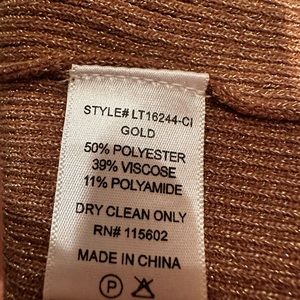 STYLE# LT16244-CI
GOLD
50% POLYESTER
39% VISCOSE
11% POLYAMIDE
DRY CLEAN ONLY
RN# 115602
MADE IN CHINA
P